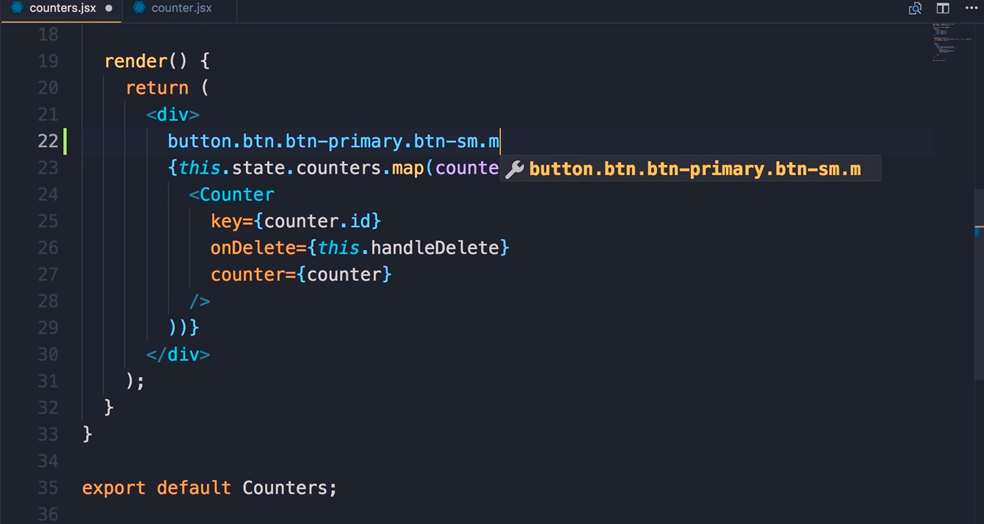 counters.jsx
counter.jsx
18
19 render() {
20 return (
21 <div>
22 button.btn.btn-primary.btn-sm.m
23 {this.state.counters.map(counte
button.btn.btn-primary.btn-sm.m
24 <Counter
25 key={counter.id}
26 onDelete={this.handleDelete}
27 counter={counter}
28 />
29 ))}
30 </div>
31 );
32 }
33 }
34
35 export default Counters;
36